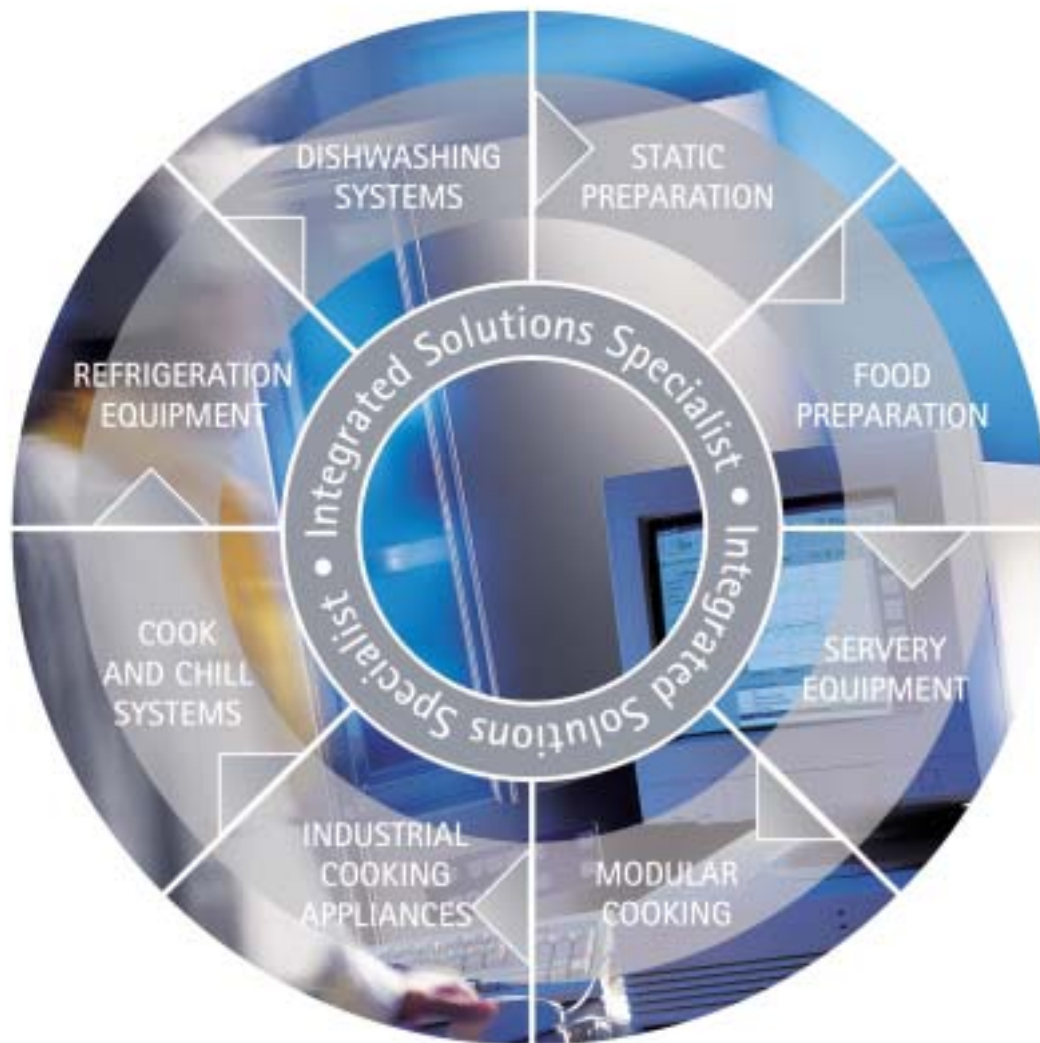 DISHWASHING
SYSTEMS
STATIC
PREPARATION
FOOD
PREPARATION
SERVERY
EQUIPMENT
MODULAR
COOKING
INDUSTRIAL
COOKING
APPLIANCES
COOK
AND CHILL
SYSTEMS
REFRIGERATION
EQUIPMENT
Integrated Solutions Specialist •
Integrated Solutions Specialist •